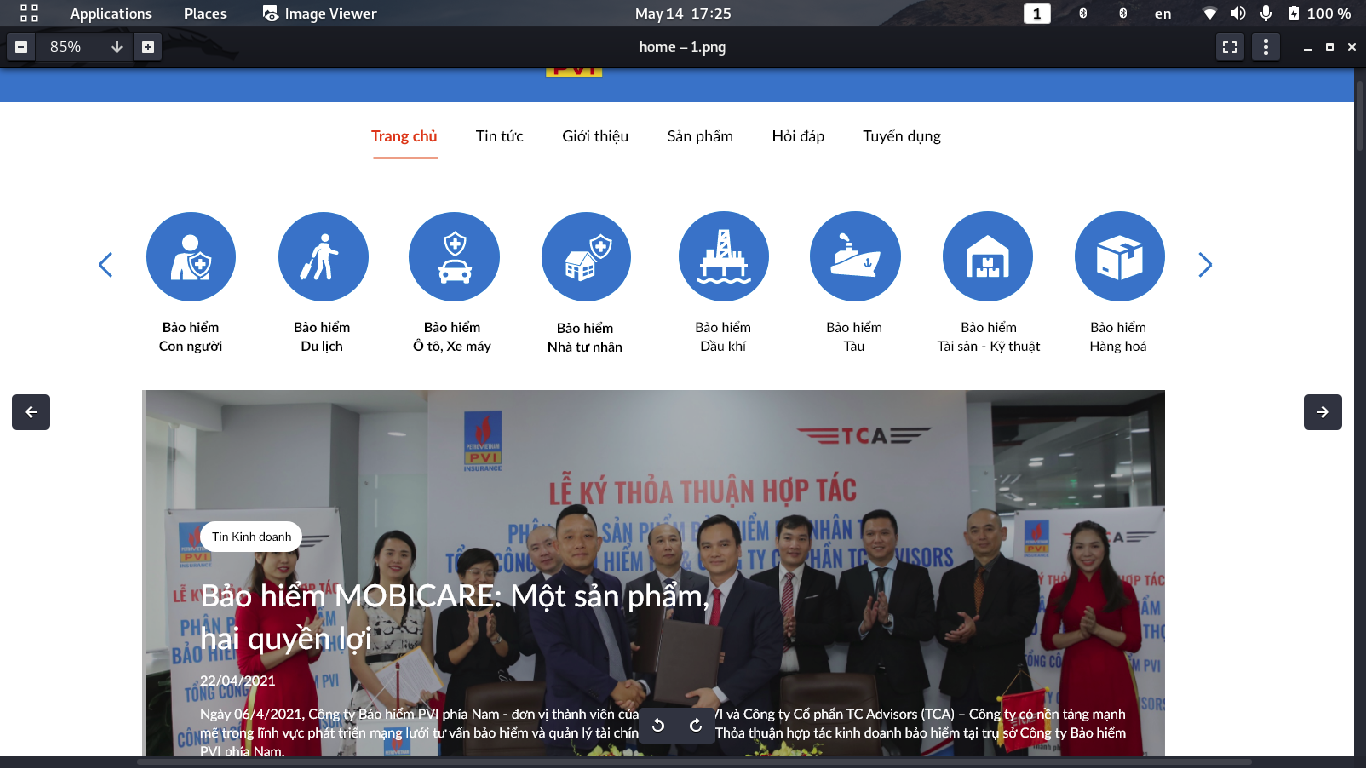 Applications Places Image Viewer May 14 17:25 1 en 100 %
85% home – 1.png
PVI
Trang chủ Tin tức Giới thiệu Sản phẩm Hỏi đáp Tuyển dụng
Bảo hiểm
Con người
Bảo hiểm
Du lịch
Bảo hiểm
Ô tô, Xe máy
Bảo hiểm
Nhà tư nhân
Bảo hiểm
Dầu khí
Bảo hiểm
Tàu
Bảo hiểm
Tài sản - Kỹ thuật
Bảo hiểm
Hàng hoá
PVI
INSURANCE
TCA
LỄ KÝ THỎA THUẬN HỢP TÁC
Tin Kinh doanh
Bảo hiểm MOBICARE: Một sản phẩm,
hai quyền lợi
22/04/2021
Ngày 06/4/2021, Công ty Bảo hiểm PVI phía Nam - đơn vị thành viên của VI và Công ty Cổ phần TC Advisors (TCA) – Công ty có nền tảng mạnh
mẽ trong lĩnh vực phát triển mạng lưới tư vấn bảo hiểm và quản lý tài chín Thỏa thuận hợp tác kinh doanh bảo hiểm tại trụ sở Công ty Bảo hiểm
PVI phía Nam.